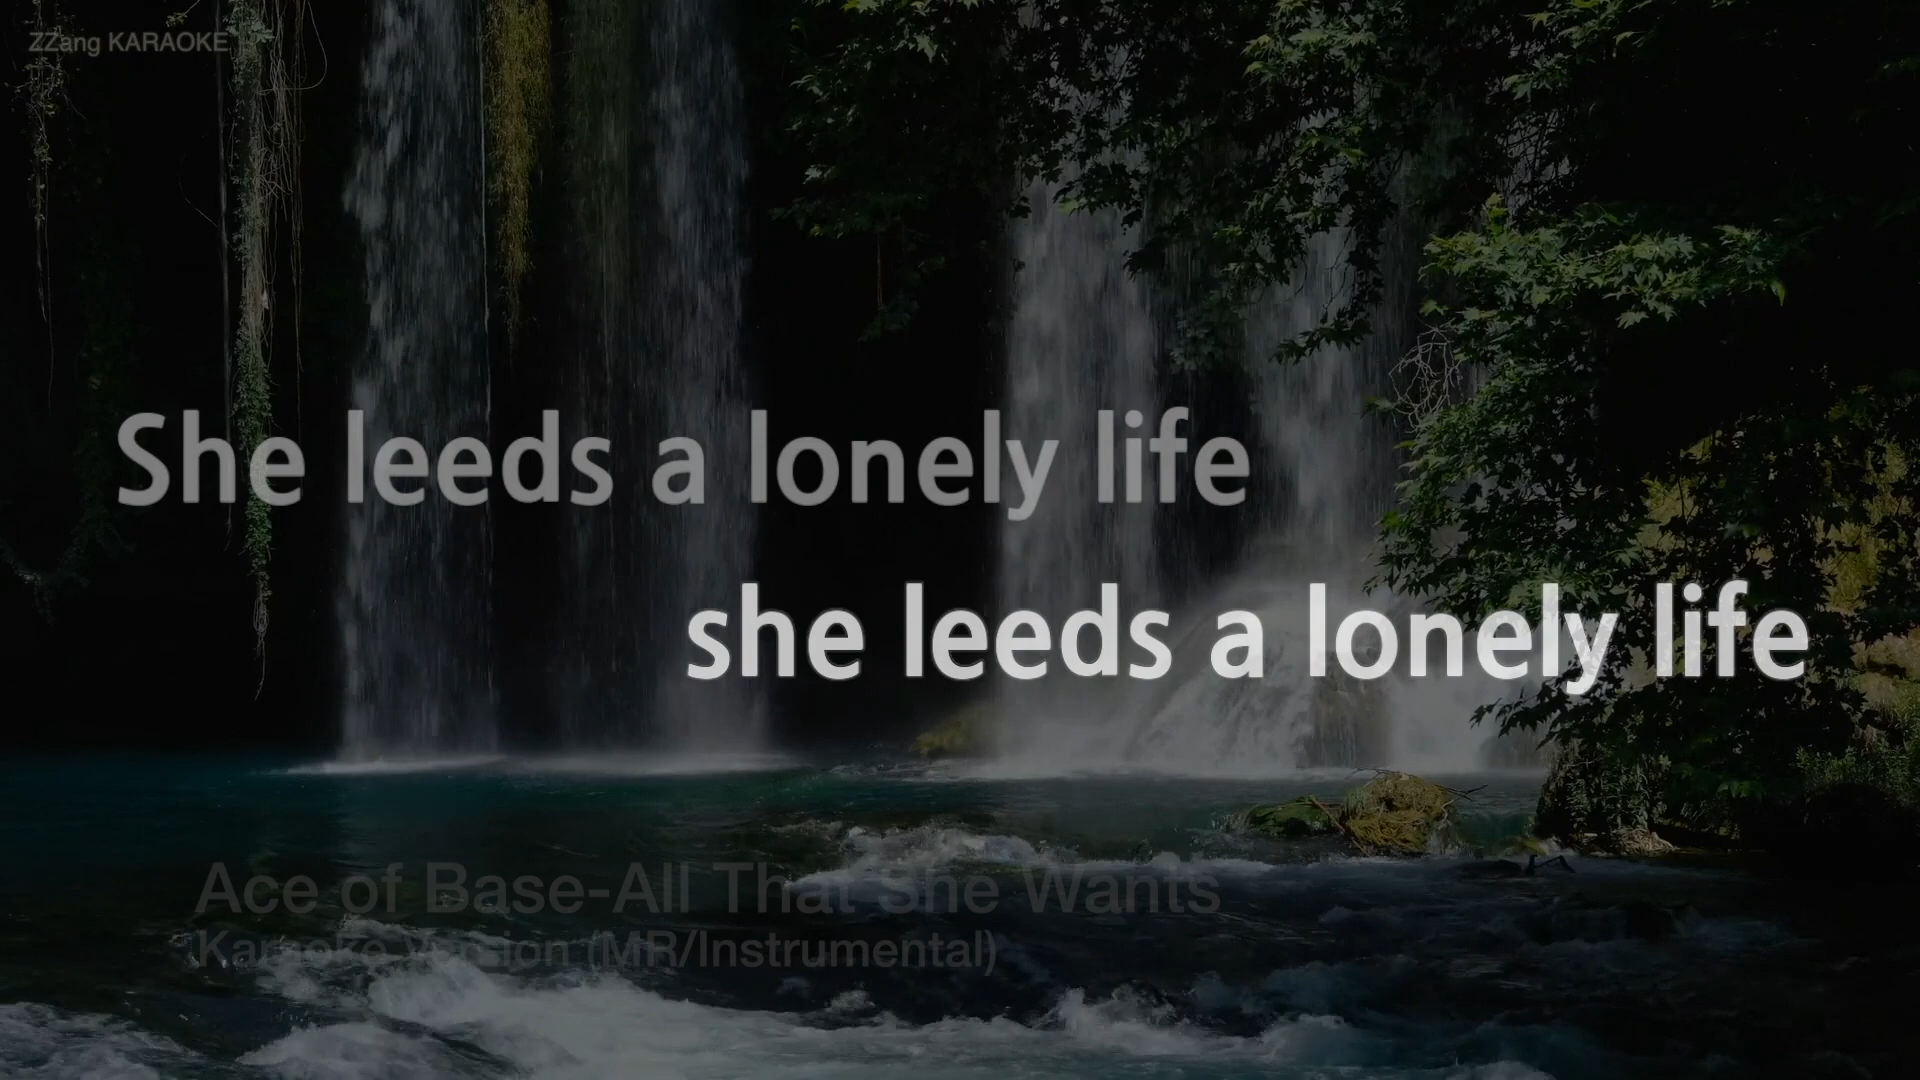 ZZang KARAOKE
She leeds a lonely life
she leeds a lonely life
Ace of Base-All That She Wants
Karaoke Version (MR/Instrumental)